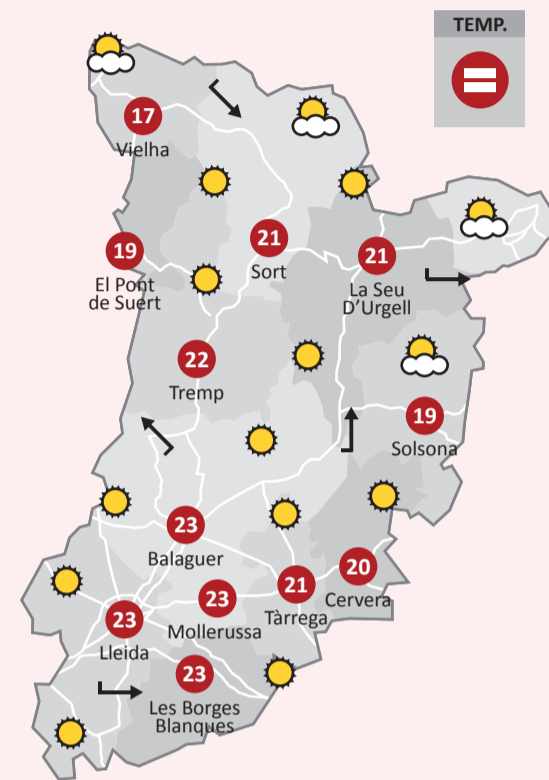 TEMP.
17
Vielha
21
Sort
19
El Pont
de Suert
21
La Seu
D’Urgell
22
Tremp
19
Solsona
23
Balaguer
20
Cervera
21
Tàrrega
23
Mollerussa
23
Lleida
23
Les Borges
Blanques